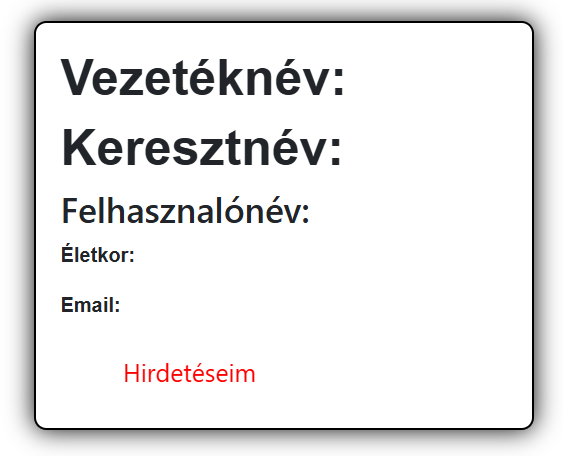 Vezetéknév:
Keresztnév:
Felhasznalónév:
Életkor:
Email:
Hirdetéseim